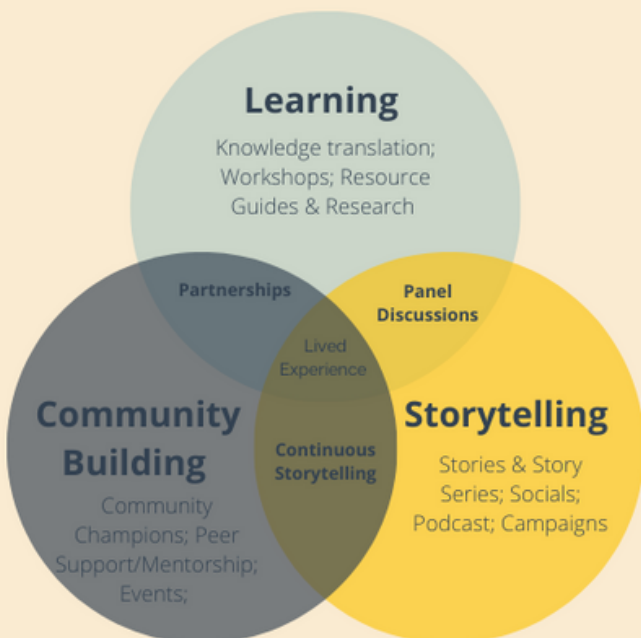 Learning
Knowledge translation;
Workshops; Resource
Guides & Research
Partnerships
Panel
Discussions
Lived
Experience
Community
Building
Community
Champions; Peer
Support/Mentorship;
Events;
Continuous
Storytelling
Storytelling
Stories & Story
Series; Socials;
Podcast; Campaigns